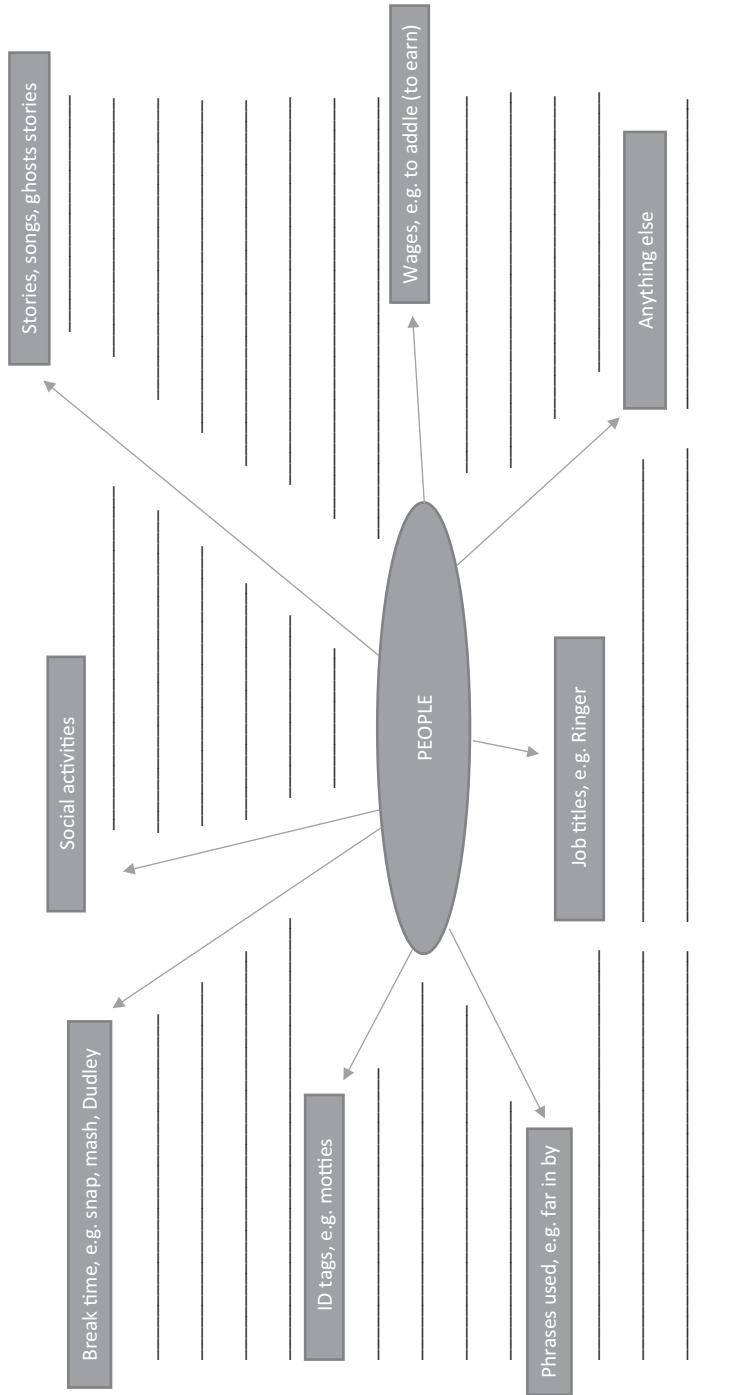 Break time, e.g. snap, mash, Dudley
Social activities
Stories, songs, ghosts stories
ID tags, e.g. motties
PEOPLE
Wages, e.g. to addle (to earn)
Phrases used, e.g. far in by
Job titles, e.g. Ringer
Anything else